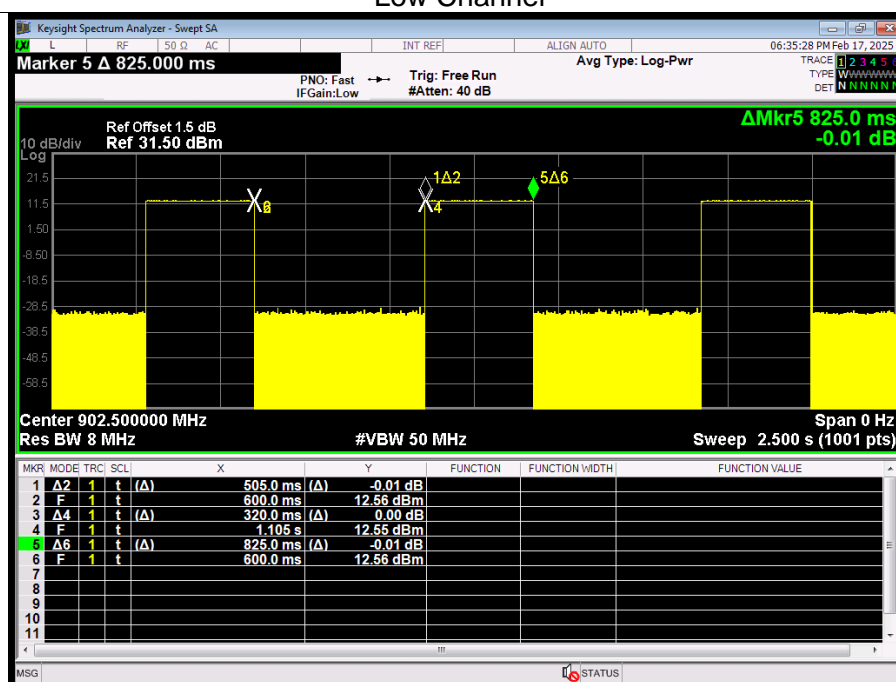 Low Channel
Keysight Spectrum Analyzer - Swept SA
LXI L RF 50 Ω AC INT REF ALIGN AUTO 06:35:28 PM Feb 17, 2025
Marker 5 Δ 825.000 ms
PNO: Fast
IFGain:Low
Trig: Free Run
#Atten: 40 dB
Avg Type: Log-Pwr
TRACE 1 2 3 4 5 6
TYPE WWWWWW
DET N N N N N N
ΔMkr5 825.0 ms
-0.01 dB
Ref Offset 1.5 dB
10 dB/div Ref 31.50 dBm
Log
21.5
11.5
1.50
-8.50
-18.5
-28.5
-38.5
-48.5
-58.5
1Δ2
5Δ6
4
Center 902.500000 MHz Span 0 Hz
Res BW 8 MHz #VBW 50 MHz Sweep 2.500 s (1001 pts)
MKR MODE TRC SCL X Y FUNCTION FUNCTION WIDTH FUNCTION VALUE
1 Δ2 1 t (Δ) 505.0 ms (Δ) -0.01 dB
2 F 1 t 600.0 ms 12.56 dBm
3 Δ4 1 t (Δ) 320.0 ms (Δ) 0.00 dB
4 F 1 t 1.105 s 12.55 dBm
5 Δ6 1 t (Δ) 825.0 ms (Δ) -0.01 dB
6 F 1 t 600.0 ms 12.56 dBm
7
8
9
10
11
MSG STATUS